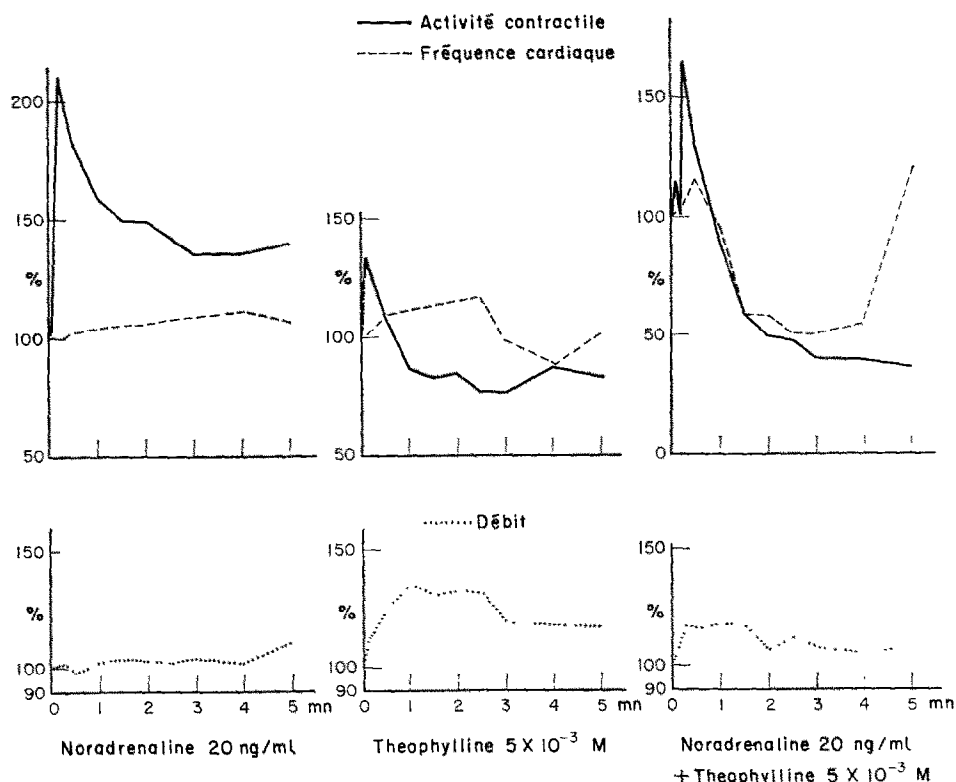 Activité contractile
Fréquence cardiaque
200
150
%
100
50
150
%
100
50
150
100
%
50
0
Débit
150
%
100
90
0 1 2 3 4 5 mn
150
%
100
90
0 1 2 3 4 5 mn
150
%
100
90
0 1 2 3 4 5 mn
Noradrenaline 20 ng/ml
Theophylline 5 X 10⁻³ M
Noradrenaline 20 ng/ml
+Theophylline 5 X 10⁻³ M